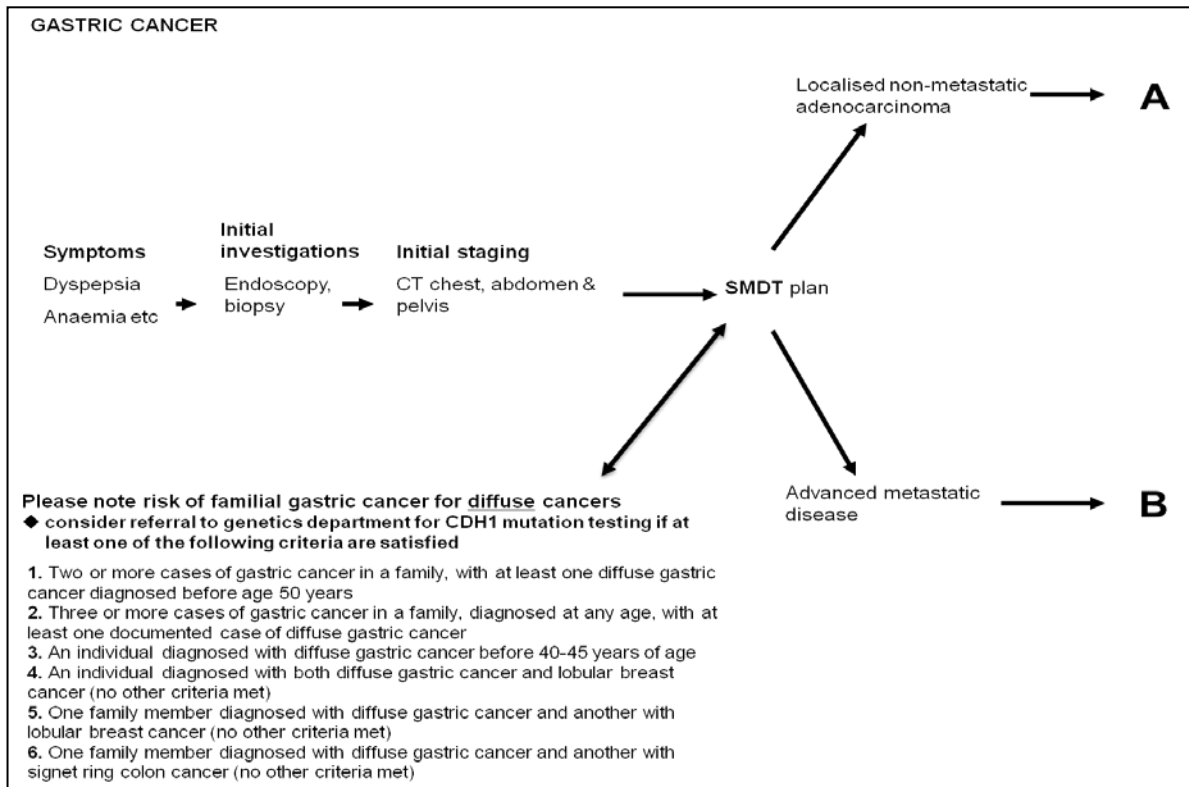 GASTRIC CANCER
Localised non-metastatic
adenocarcinoma
A
Symptoms
Dyspepsia
Anaemia etc
Initial
investigations
Endoscopy,
biopsy
Initial staging
CT chest, abdomen &
pelvis
SMDT plan
Advanced metastatic
disease
B
Please note risk of familial gastric cancer for diffuse cancers
◆ consider referral to genetics department for CDH1 mutation testing if at
least one of the following criteria are satisfied
1. Two or more cases of gastric cancer in a family, with at least one diffuse gastric
cancer diagnosed before age 50 years
2. Three or more cases of gastric cancer in a family, diagnosed at any age, with at
least one documented case of diffuse gastric cancer
3. An individual diagnosed with diffuse gastric cancer before 40-45 years of age
4. An individual diagnosed with both diffuse gastric cancer and lobular breast
cancer (no other criteria met)
5. One family member diagnosed with diffuse gastric cancer and another with
lobular breast cancer (no other criteria met)
6. One family member diagnosed with diffuse gastric cancer and another with
signet ring colon cancer (no other criteria met)